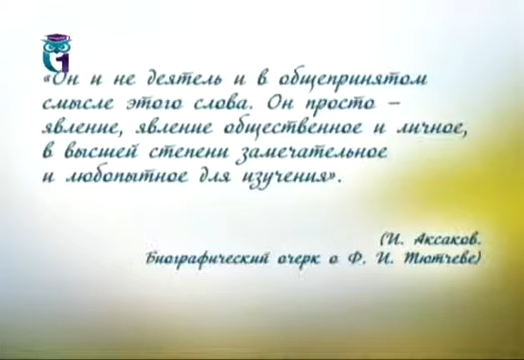 «Он и не деятель и в общепринятом
смысле этого слова. Он просто –
явление, явление общественное и личное,
в высшей степени замечательное
и любопытное для изучения».
(И. Аксаков.
Биографический очерк о Ф. И. Тютчеве)